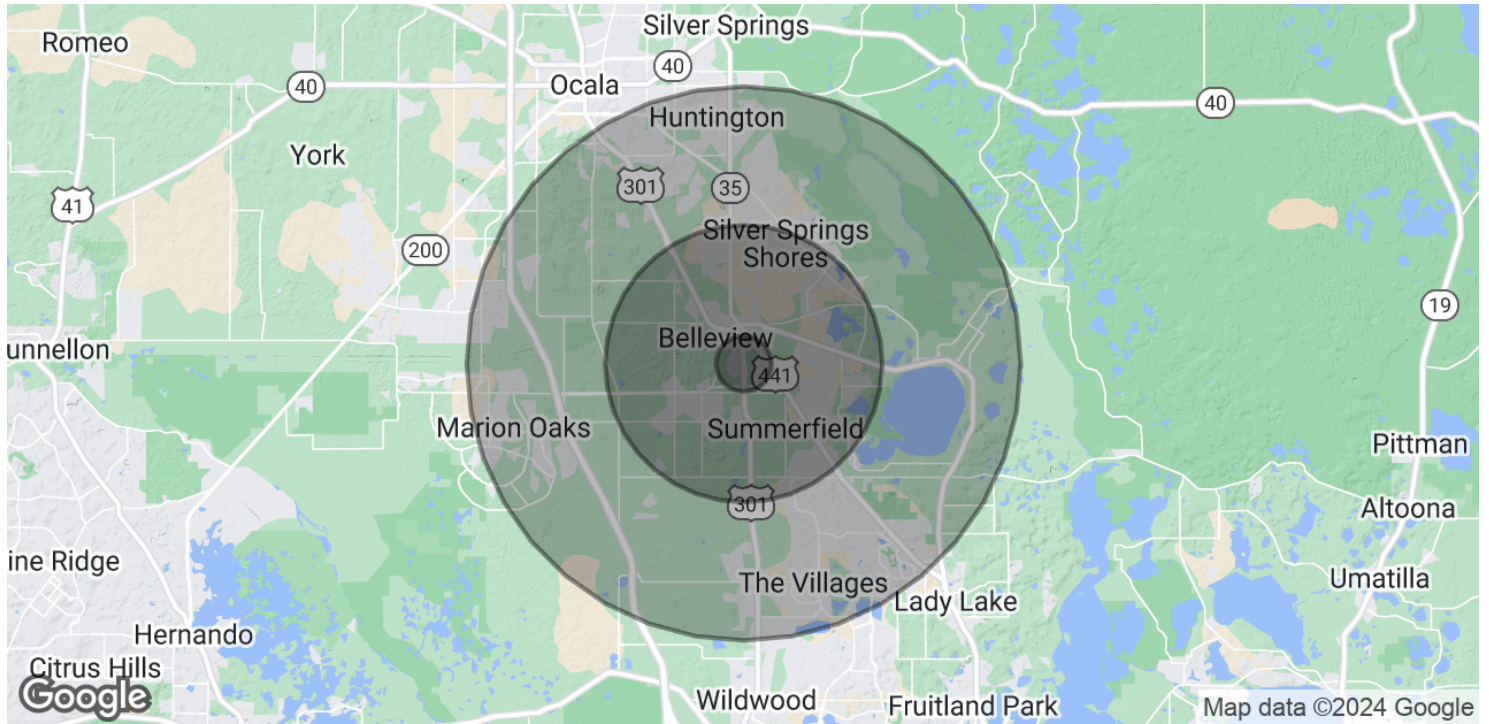 Silver Springs
Romeo
40
Ocala
40
40
Huntington
York
301
35
41
Silver Springs
Shores
200
19
Belleview
unnellon
441
Marion Oaks
Summerfield
Pittman
301
Altoona
ine Ridge
The Villages
Umatilla
Lady Lake
Hernando
Citrus Hills
Google
Wildwood
Fruitland Park
Map data ©2024 Google